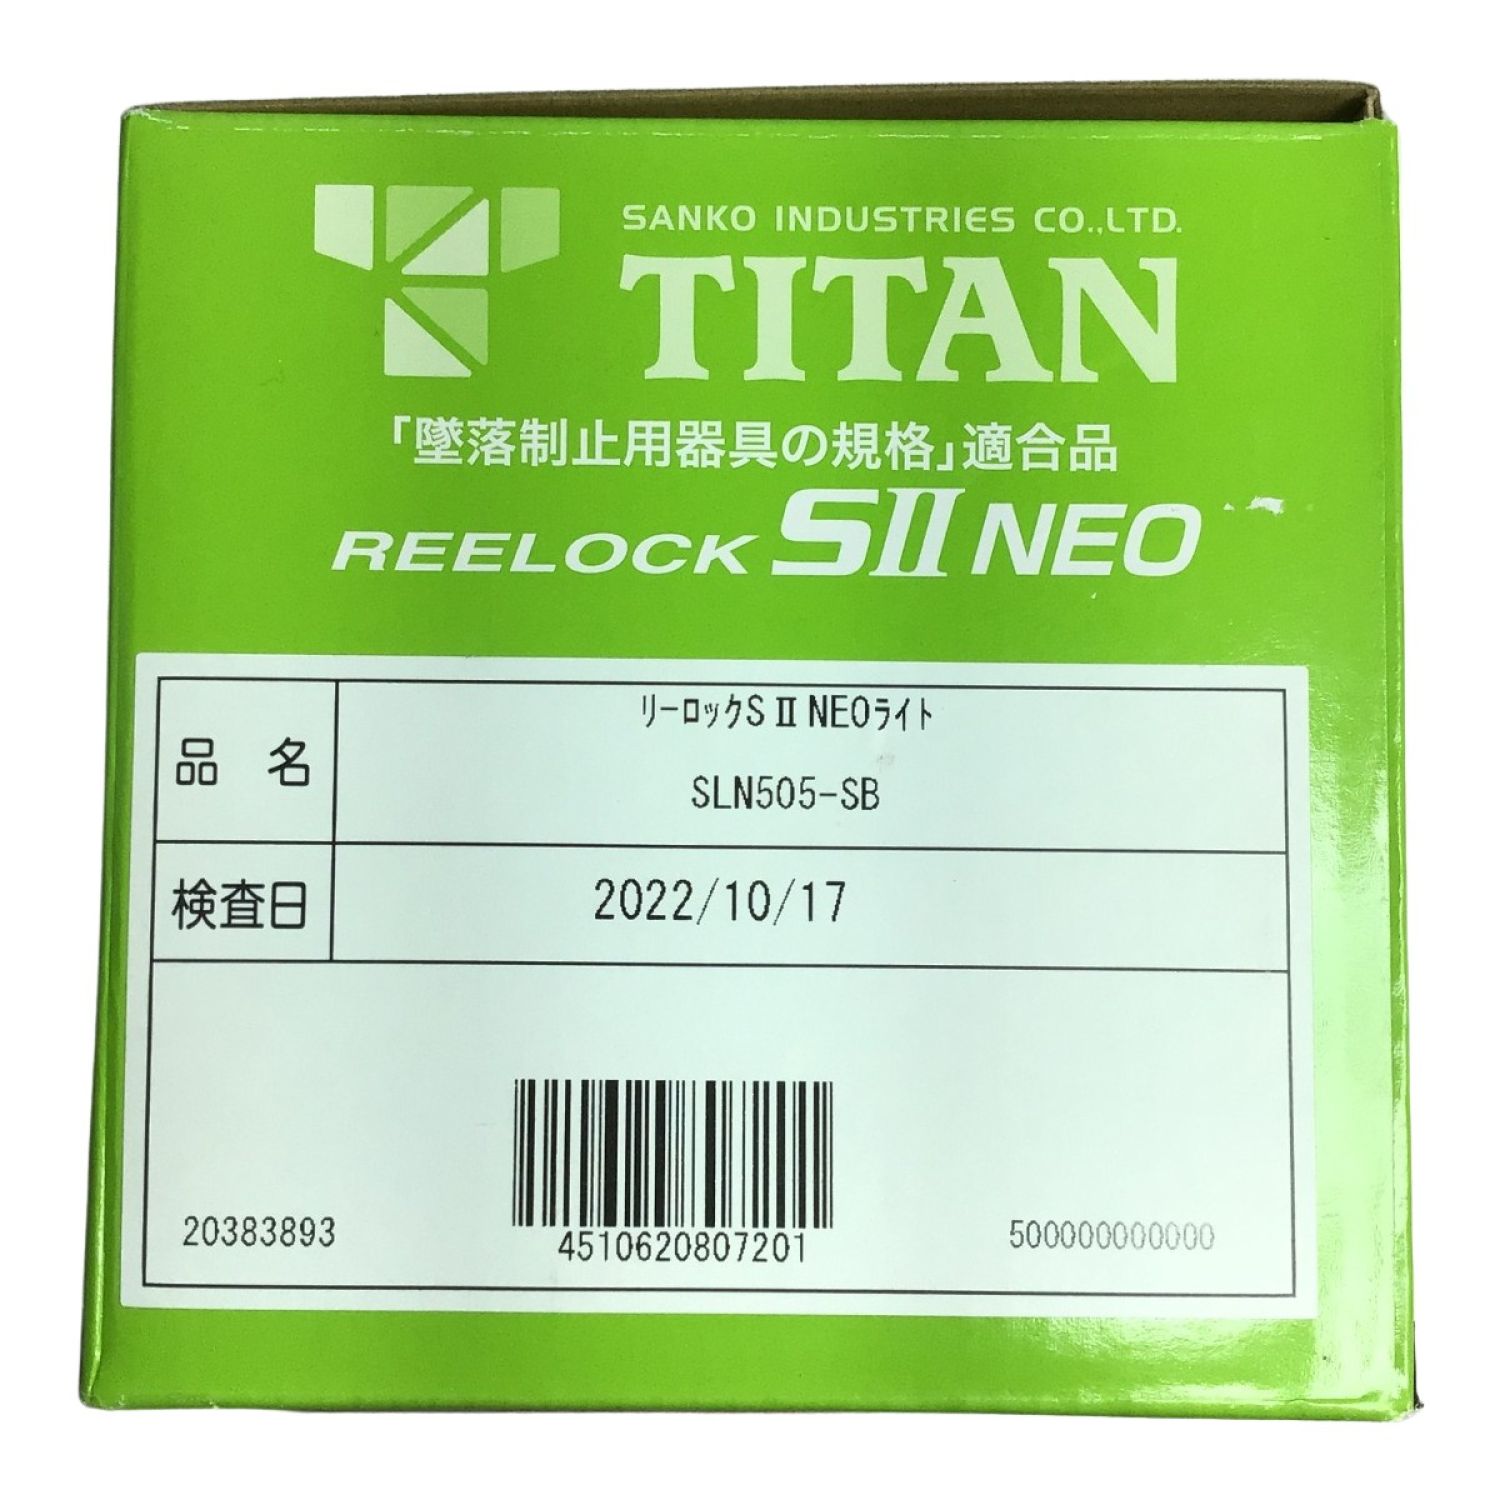 SANKO INDUSTRIES CO.,LTD.
TITAN
「墜落制止用器具の規格」適合品
REELOCK SⅡ NEO
品 名
ﾘｰﾛｯｸSⅡNEOﾗｲﾄ
SLN505-SB
検査日
2022/10/17
20383893
4510620807201
500000000000